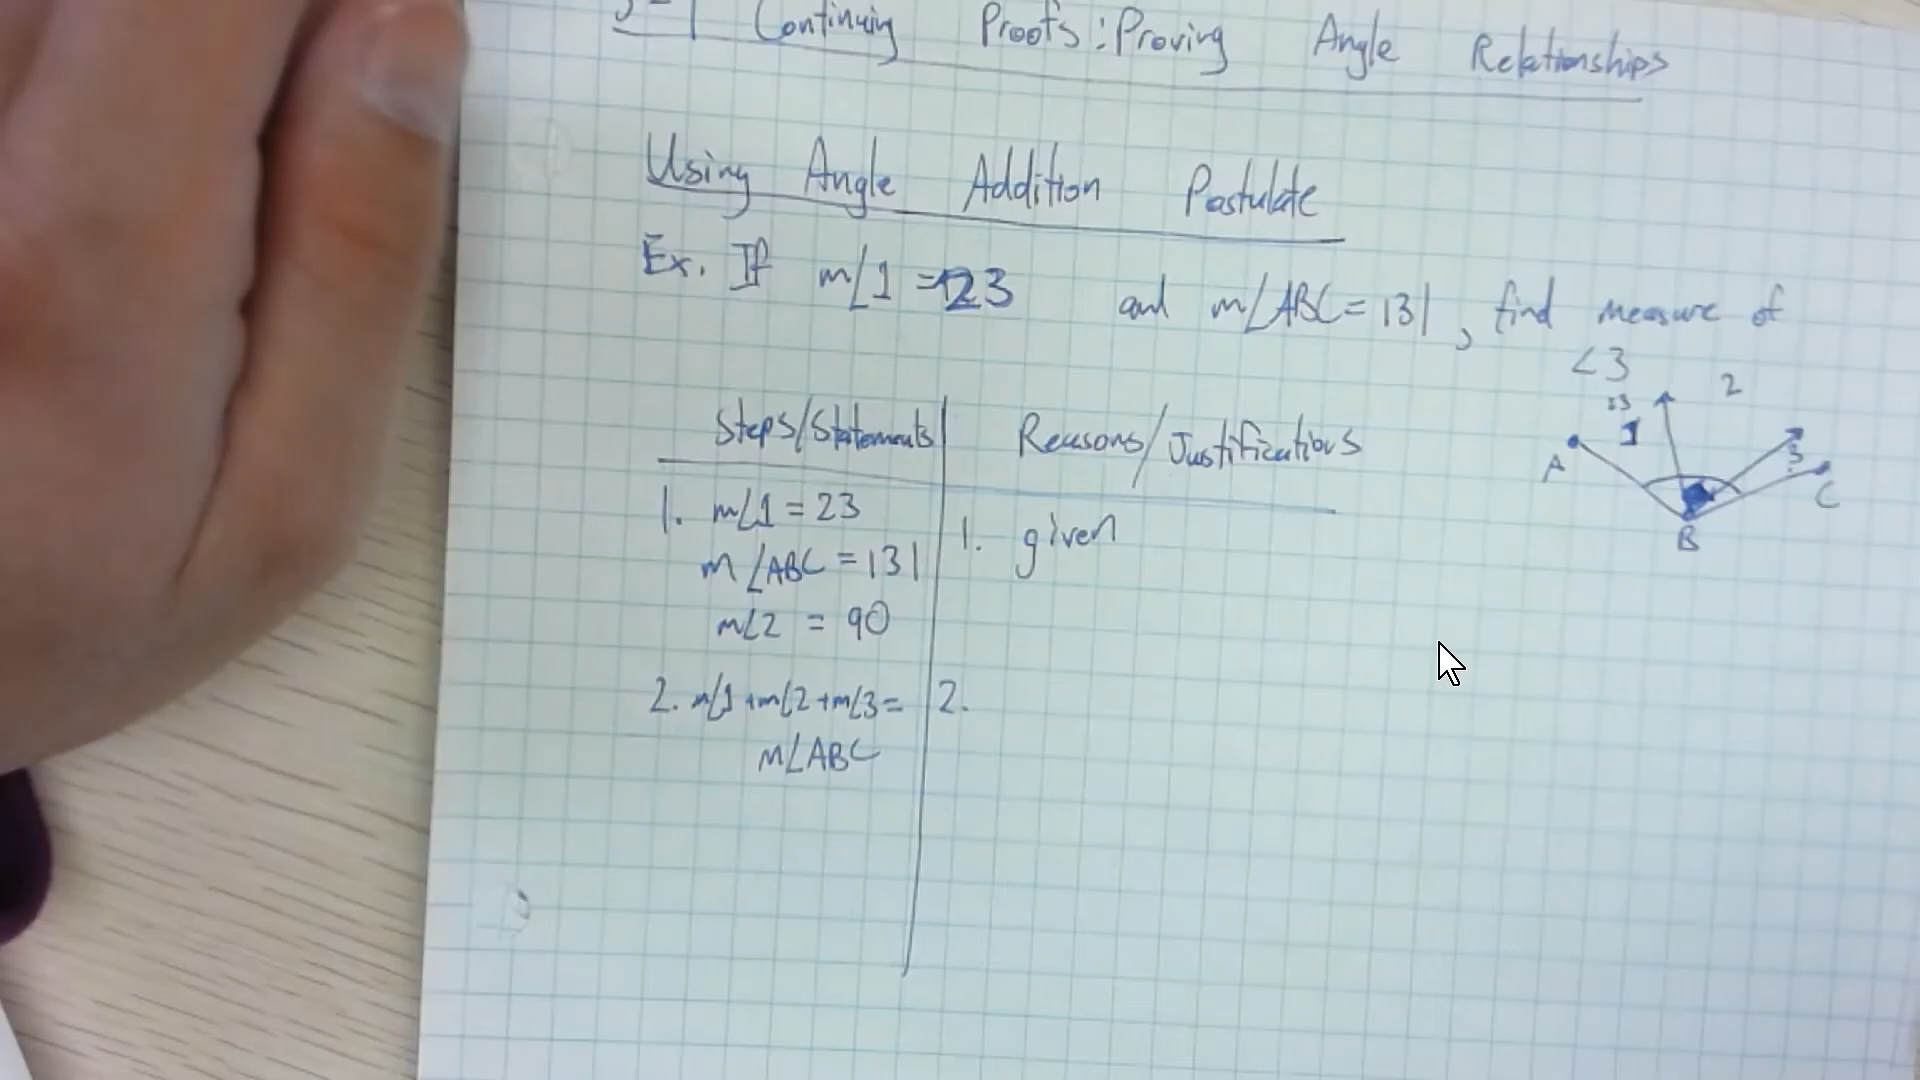 Continuing Proofs: Proving Angle Relationships
Using Angle Addition Postulate
Ex. If m∠1 = 23 and m∠ABC = 131, find measure of
∠3
Steps/Statements Reasons/Justifications
1. m∠1 = 23
m∠ABC = 131
m∠2 = 90
1. given
2. m∠1+m∠2+m∠3=
m∠ABC
2.
2
1
3
A
B
C